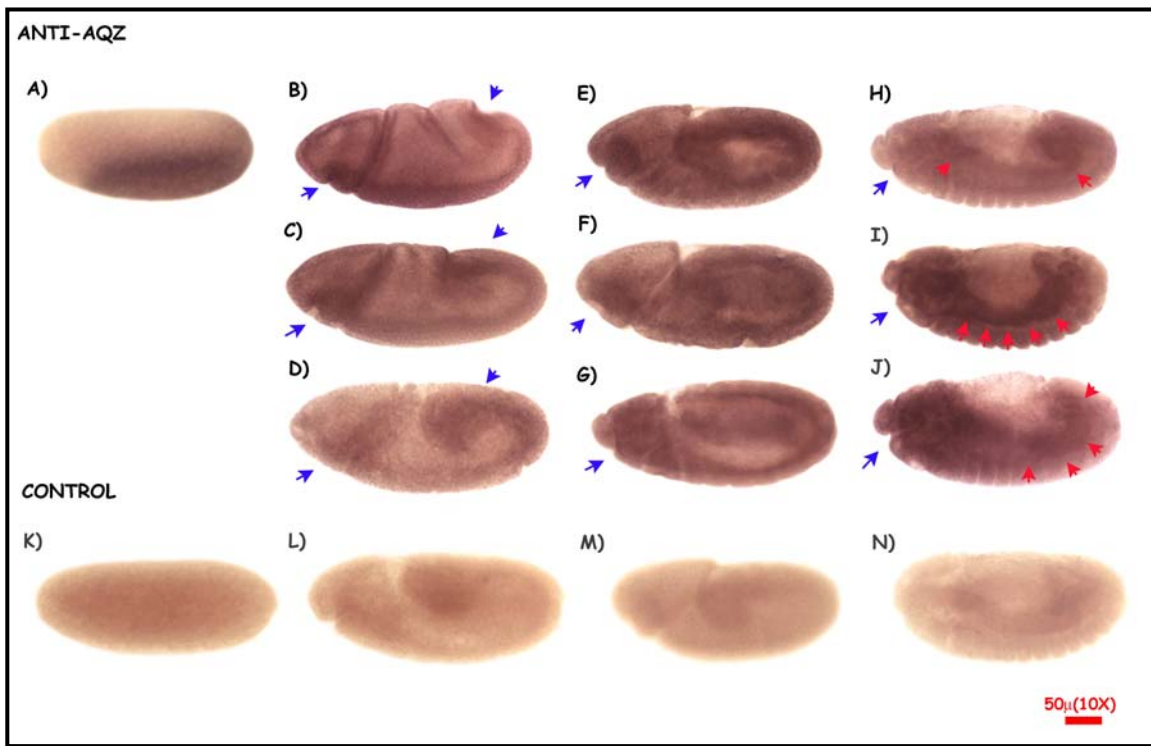 ANTI-AQZ
A)
B)
E)
H)
C)
F)
I)
D)
G)
J)
CONTROL
K)
L)
M)
N)
50μ(10X)